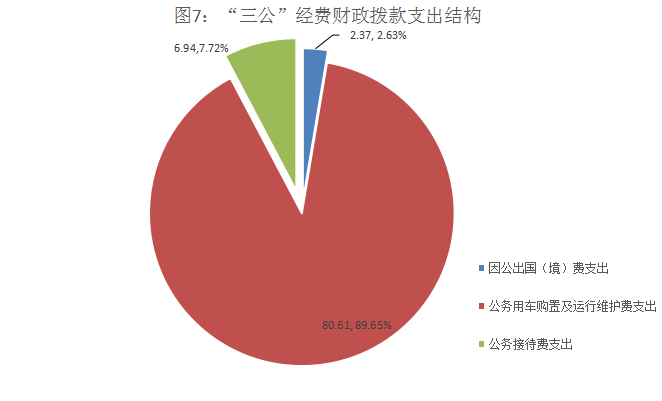 图7：“三公”经费财政拨款支出结构
2.37, 2.63%
6.94,7.72%
80.61, 89.65%
因公出国（境）费支出
公务用车购置及运行维护费支出
公务接待费支出